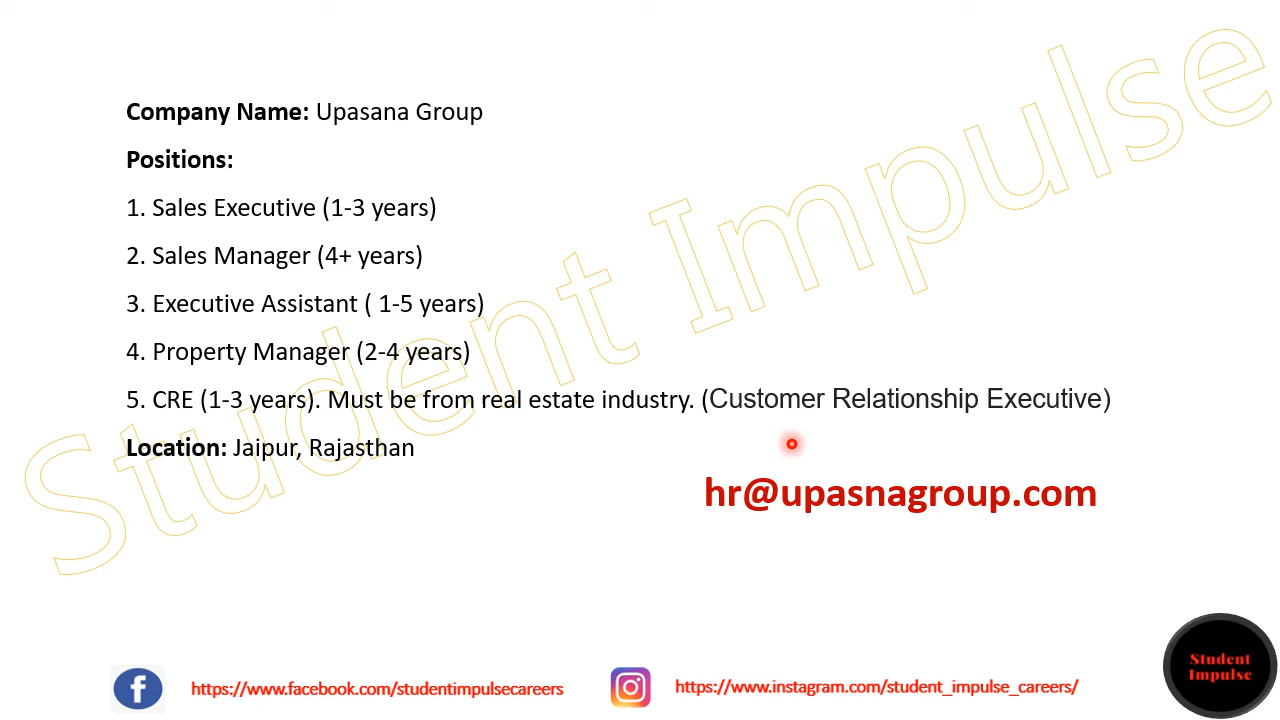 Company Name: Upasana Group
Positions:
1. Sales Executive (1-3 years)
2. Sales Manager (4+ years)
3. Executive Assistant ( 1-5 years)
4. Property Manager (2-4 years)
5. CRE (1-3 years). Must be from real estate industry. (Customer Relationship Executive)
Location: Jaipur, Rajasthan
hr@upasnagroup.com
Student Impulse
https://www.facebook.com/studentimpulsecareers
https://www.instagram.com/student_impulse_careers/
Student
Impulse